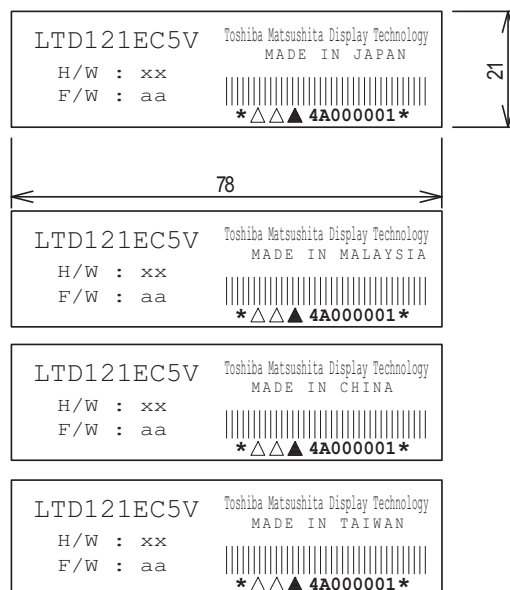 LTD121EC5V
Toshiba Matsushita Display Technology
MADE IN JAPAN
H/W : xx
F/W : aa
*△△▲4A000001*
21
78
LTD121EC5V
Toshiba Matsushita Display Technology
MADE IN MALAYSIA
H/W : xx
F/W : aa
*△△▲4A000001*
LTD121EC5V
Toshiba Matsushita Display Technology
MADE IN CHINA
H/W : xx
F/W : aa
*△△▲4A000001*
LTD121EC5V
Toshiba Matsushita Display Technology
MADE IN TAIWAN
H/W : xx
F/W : aa
*△△▲4A000001*